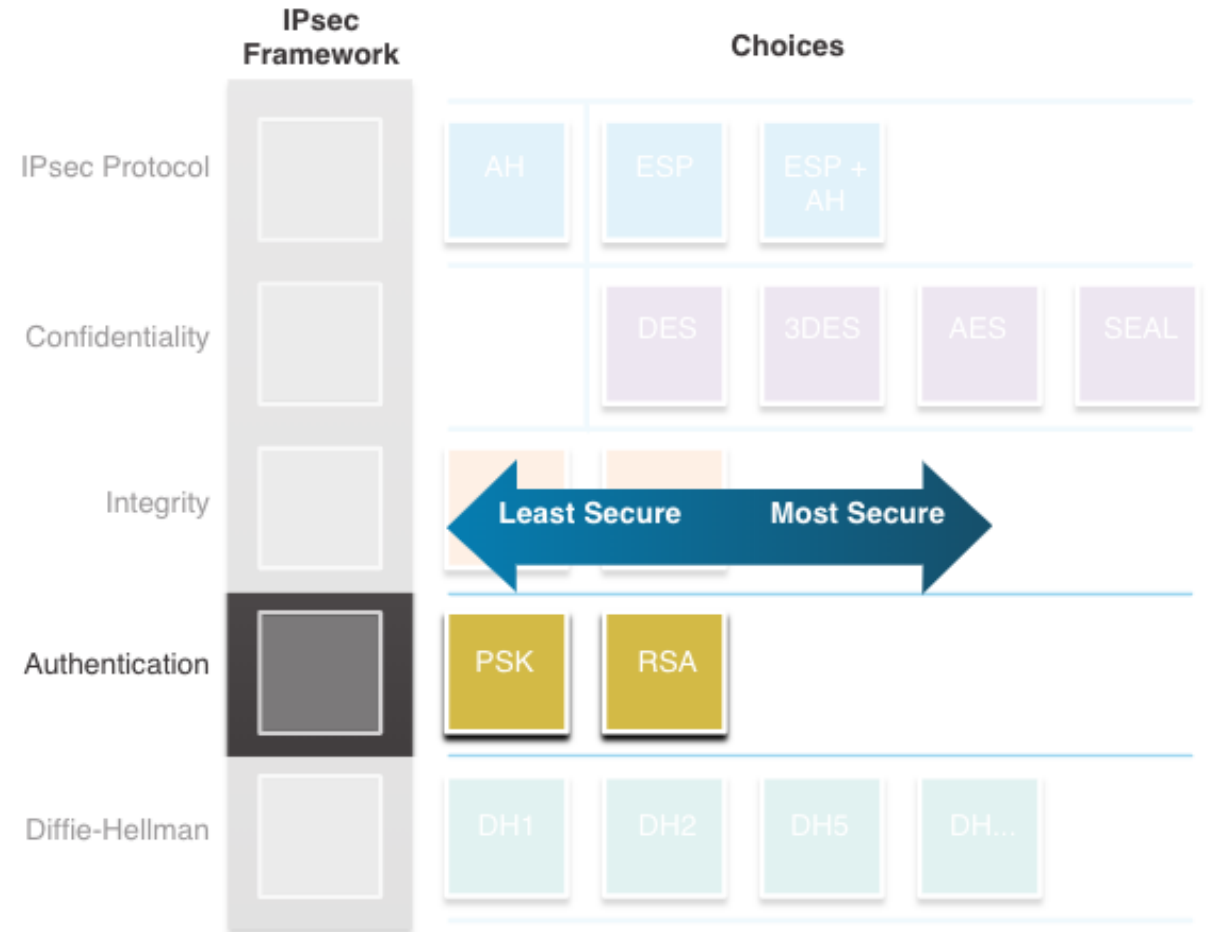 IPsec
Framework
Choices
IPsec Protocol
AH
ESP
ESP +
AH
Confidentiality
DES
3DES
AES
SEAL
Integrity
Least Secure
Most Secure
Authentication
PSK
RSA
Diffie-Hellman
DH1
DH2
DH5
DH...